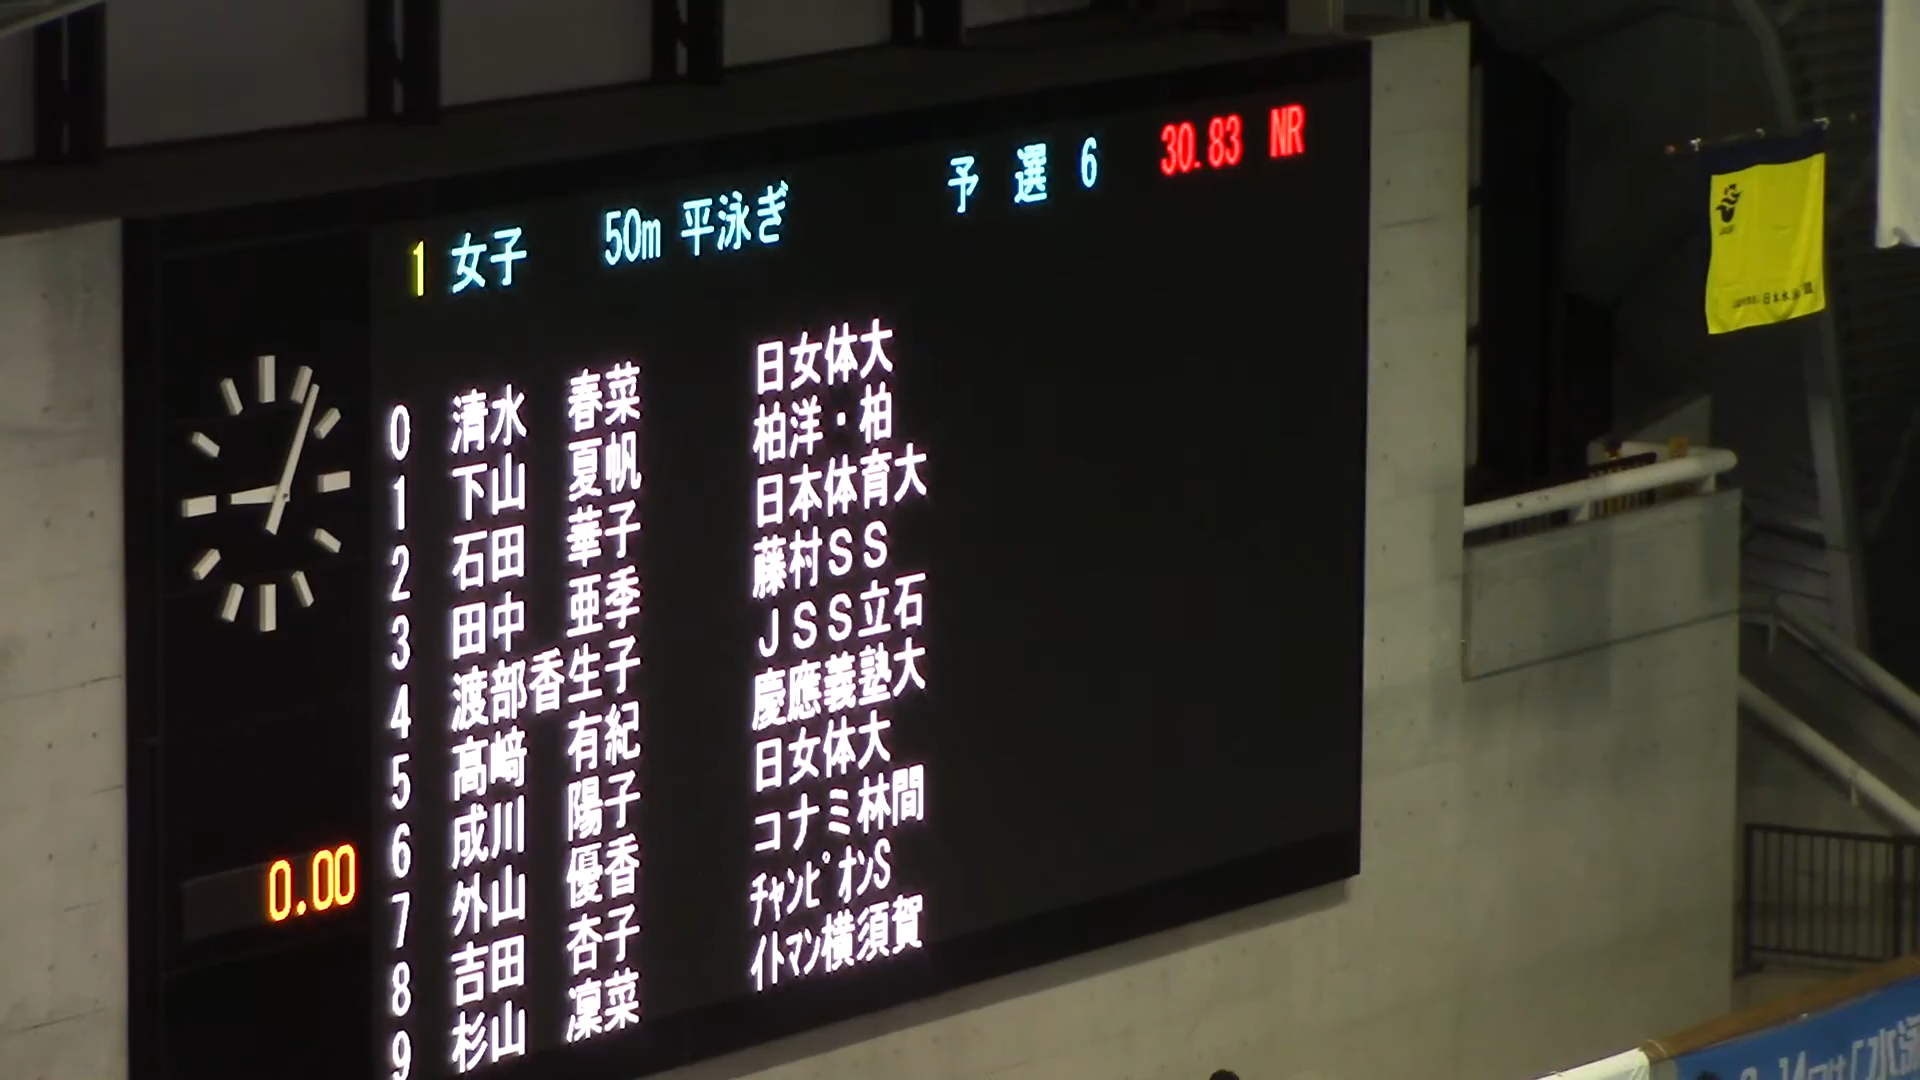 1 女子 50m 平泳ぎ 予 選 6 30.83 NR
0 清水 春菜 日女体大
1 下山 夏帆 柏洋・柏
2 石田 華子 日本体育大
3 田中 亜季 藤村SS
4 渡部香生子 JSS立石
5 高﨑 有紀 慶應義塾大
6 成川 陽子 日女体大
7 外山 優香 コナミ林間
8 吉田 杏子 ﾁｬﾝﾋﾟｵﾝS
9 杉山 凜菜 ｲﾄﾏﾝ横須賀
0.00